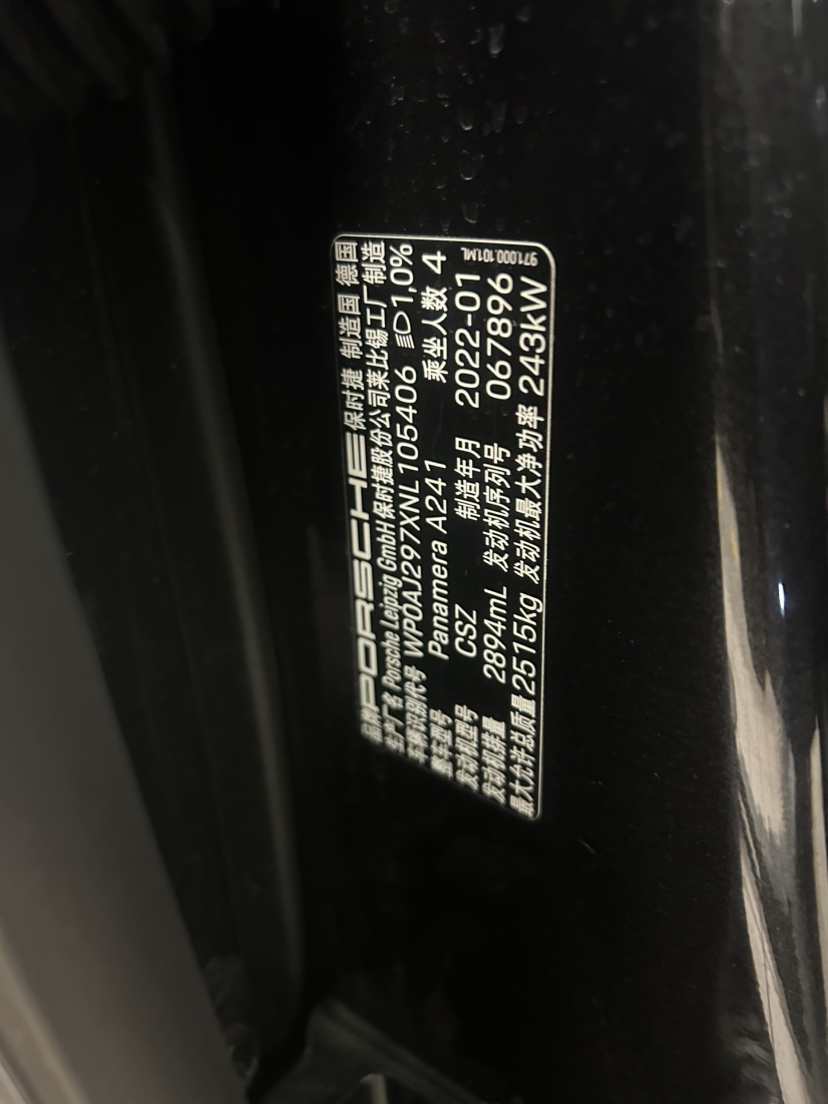 品牌 PORSCHE 保时捷 制造国 德国
生产厂名 Porsche Leipzig GmbH 保时捷股份公司莱比锡工厂制造
车辆识别代号 WP0AJ297XNL105406 1,0%
整车型号 Panamera A241 乘坐人数 4
发动机型号 CSZ 制造年月 2022-01
发动机排量 2894mL 发动机序列号 067896
最大允许总质量 2515kg 发动机最大净功率 243kW
971.000.101.ML